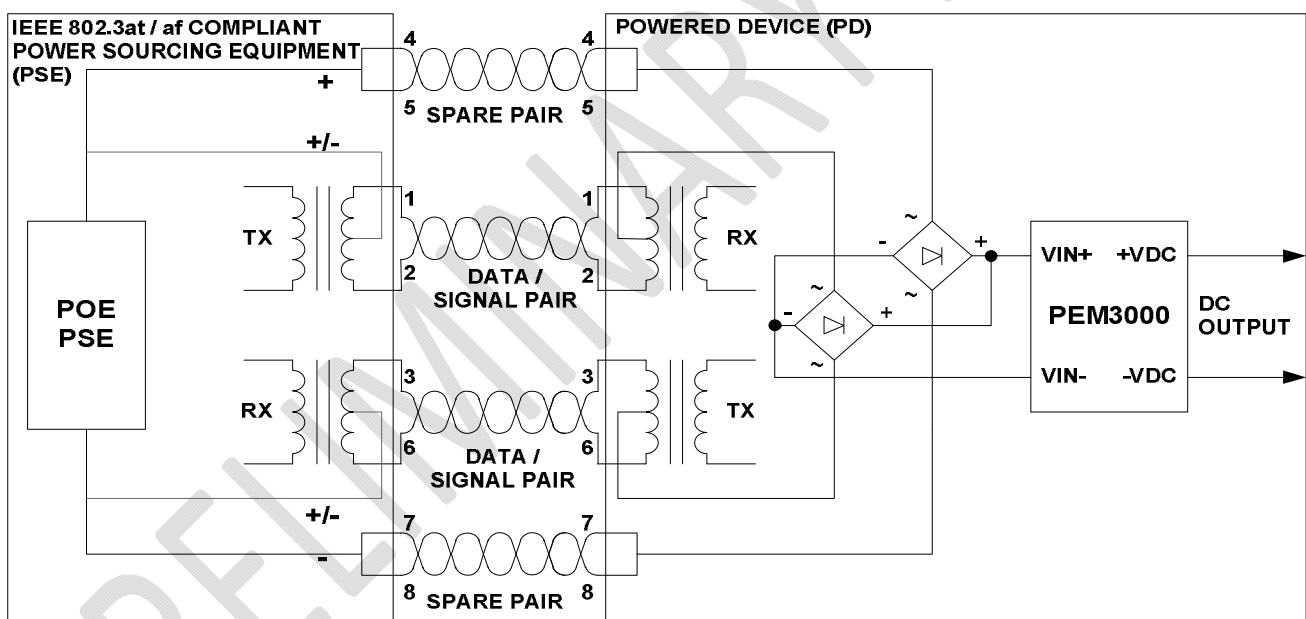 IEEE 802.3at / af COMPLIANT
POWER SOURCING EQUIPMENT
(PSE)
POWERED DEVICE (PD)
4
4
+
5
SPARE PAIR
5
+/-
1
1
TX
RX
2
DATA /
SIGNAL PAIR
2
POE
PSE
~
-
+
~
~
-
+
~
VIN+
+VDC
PEM3000
DC
OUTPUT
VIN-
-VDC
3
3
RX
TX
6
DATA /
SIGNAL PAIR
6
+/-
7
7
-
8
SPARE PAIR
8
PRELIMINARY